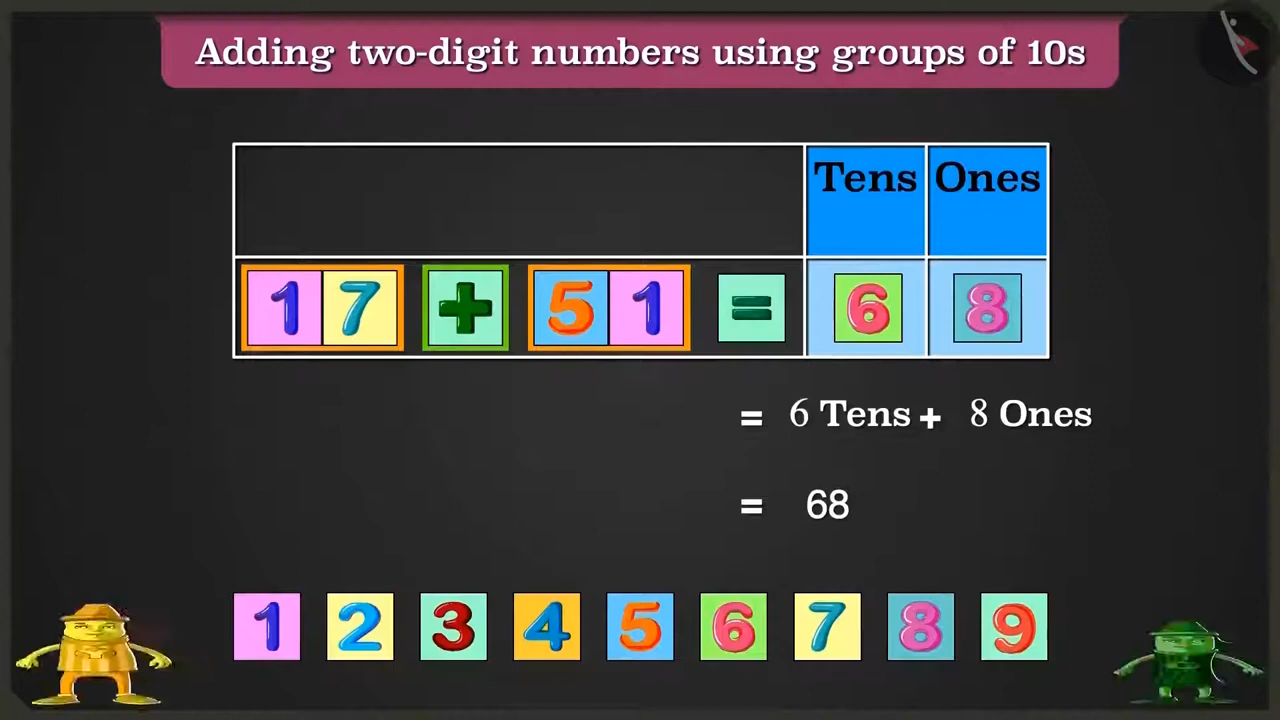 Adding two-digit numbers using groups of 10s
Tens Ones
17 + 51 = 6 8
= 6 Tens + 8 Ones
= 68
1 2 3 4 5 6 7 8 9